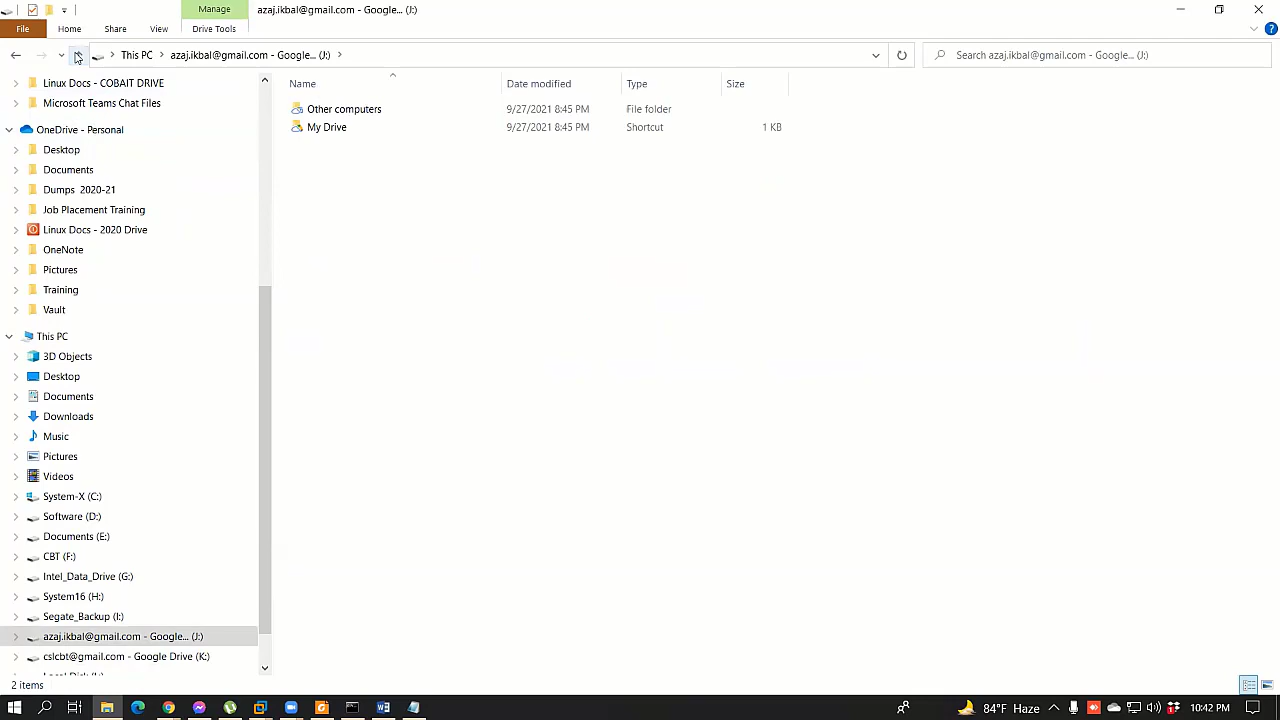 Manage
azaj.ikbal@gmail.com - Google... (J:)
File
Home
Share
View
Drive Tools
This PC
azaj.ikbal@gmail.com - Google... (J:)
Search azaj.ikbal@gmail.com - Google... (J:)
Linux Docs - COBAIT DRIVE
Microsoft Teams Chat Files
OneDrive - Personal
Desktop
Documents
Dumps 2020-21
Job Placement Training
Linux Docs - 2020 Drive
OneNote
Pictures
Training
Vault
This PC
3D Objects
Desktop
Documents
Downloads
Music
Pictures
Videos
System-X (C:)
Software (D:)
Documents (E:)
CBT (F:)
Intel_Data_Drive (G:)
System16 (H:)
Segate_Backup (I:)
azaj.ikbal@gmail.com - Google... (J:)
cslcbt@gmail.com - Google Drive (K:)
Name
Date modified
Type
Size
Other computers
9/27/2021 8:45 PM
File folder
My Drive
9/27/2021 8:45 PM
Shortcut
1 KB
2 items
84°F Haze
10:42 PM